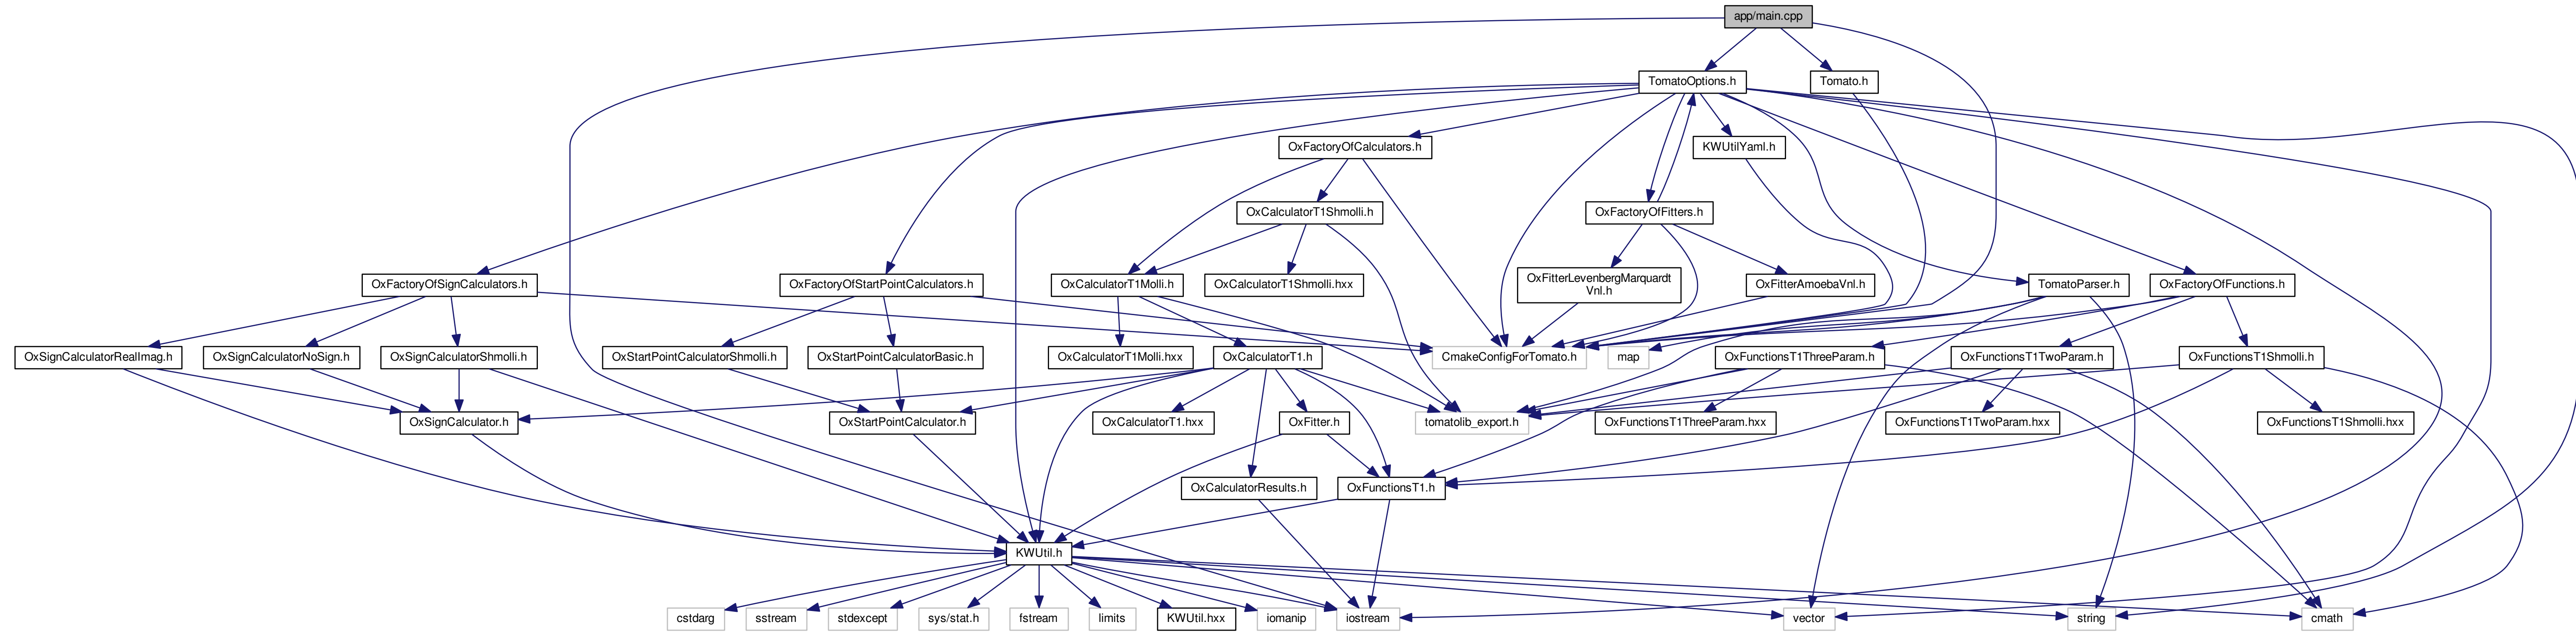 app/main.cpp
TomatoOptions.h
Tomato.h
OxFactoryOfCalculators.h
KWUtilYaml.h
OxCalculatorT1Shmolli.h
OxFactoryOfFitters.h
OxFactoryOfSignCalculators.h
OxFactoryOfStartPointCalculators.h
OxCalculatorT1Molli.h
OxCalculatorT1Shmolli.hxx
OxFitterLevenbergMarquardt
Vnl.h
OxFitterAmoebaVnl.h
TomatoParser.h
OxFactoryOfFunctions.h
OxSignCalculatorRealImag.h
OxSignCalculatorNoSign.h
OxSignCalculatorShmolli.h
OxStartPointCalculatorShmolli.h
OxStartPointCalculatorBasic.h
OxCalculatorT1Molli.hxx
OxCalculatorT1.h
CmakeConfigForTomato.h
map
OxFunctionsT1ThreeParam.h
OxFunctionsT1TwoParam.h
OxFunctionsT1Shmolli.h
OxSignCalculator.h
OxStartPointCalculator.h
OxCalculatorT1.hxx
OxFitter.h
tomatolib_export.h
OxFunctionsT1ThreeParam.hxx
OxFunctionsT1TwoParam.hxx
OxFunctionsT1Shmolli.hxx
OxCalculatorResults.h
OxFunctionsT1.h
KWUtil.h
cstdarg
sstream
stdexcept
sys/stat.h
fstream
limits
KWUtil.hxx
iomanip
iostream
vector
string
cmath